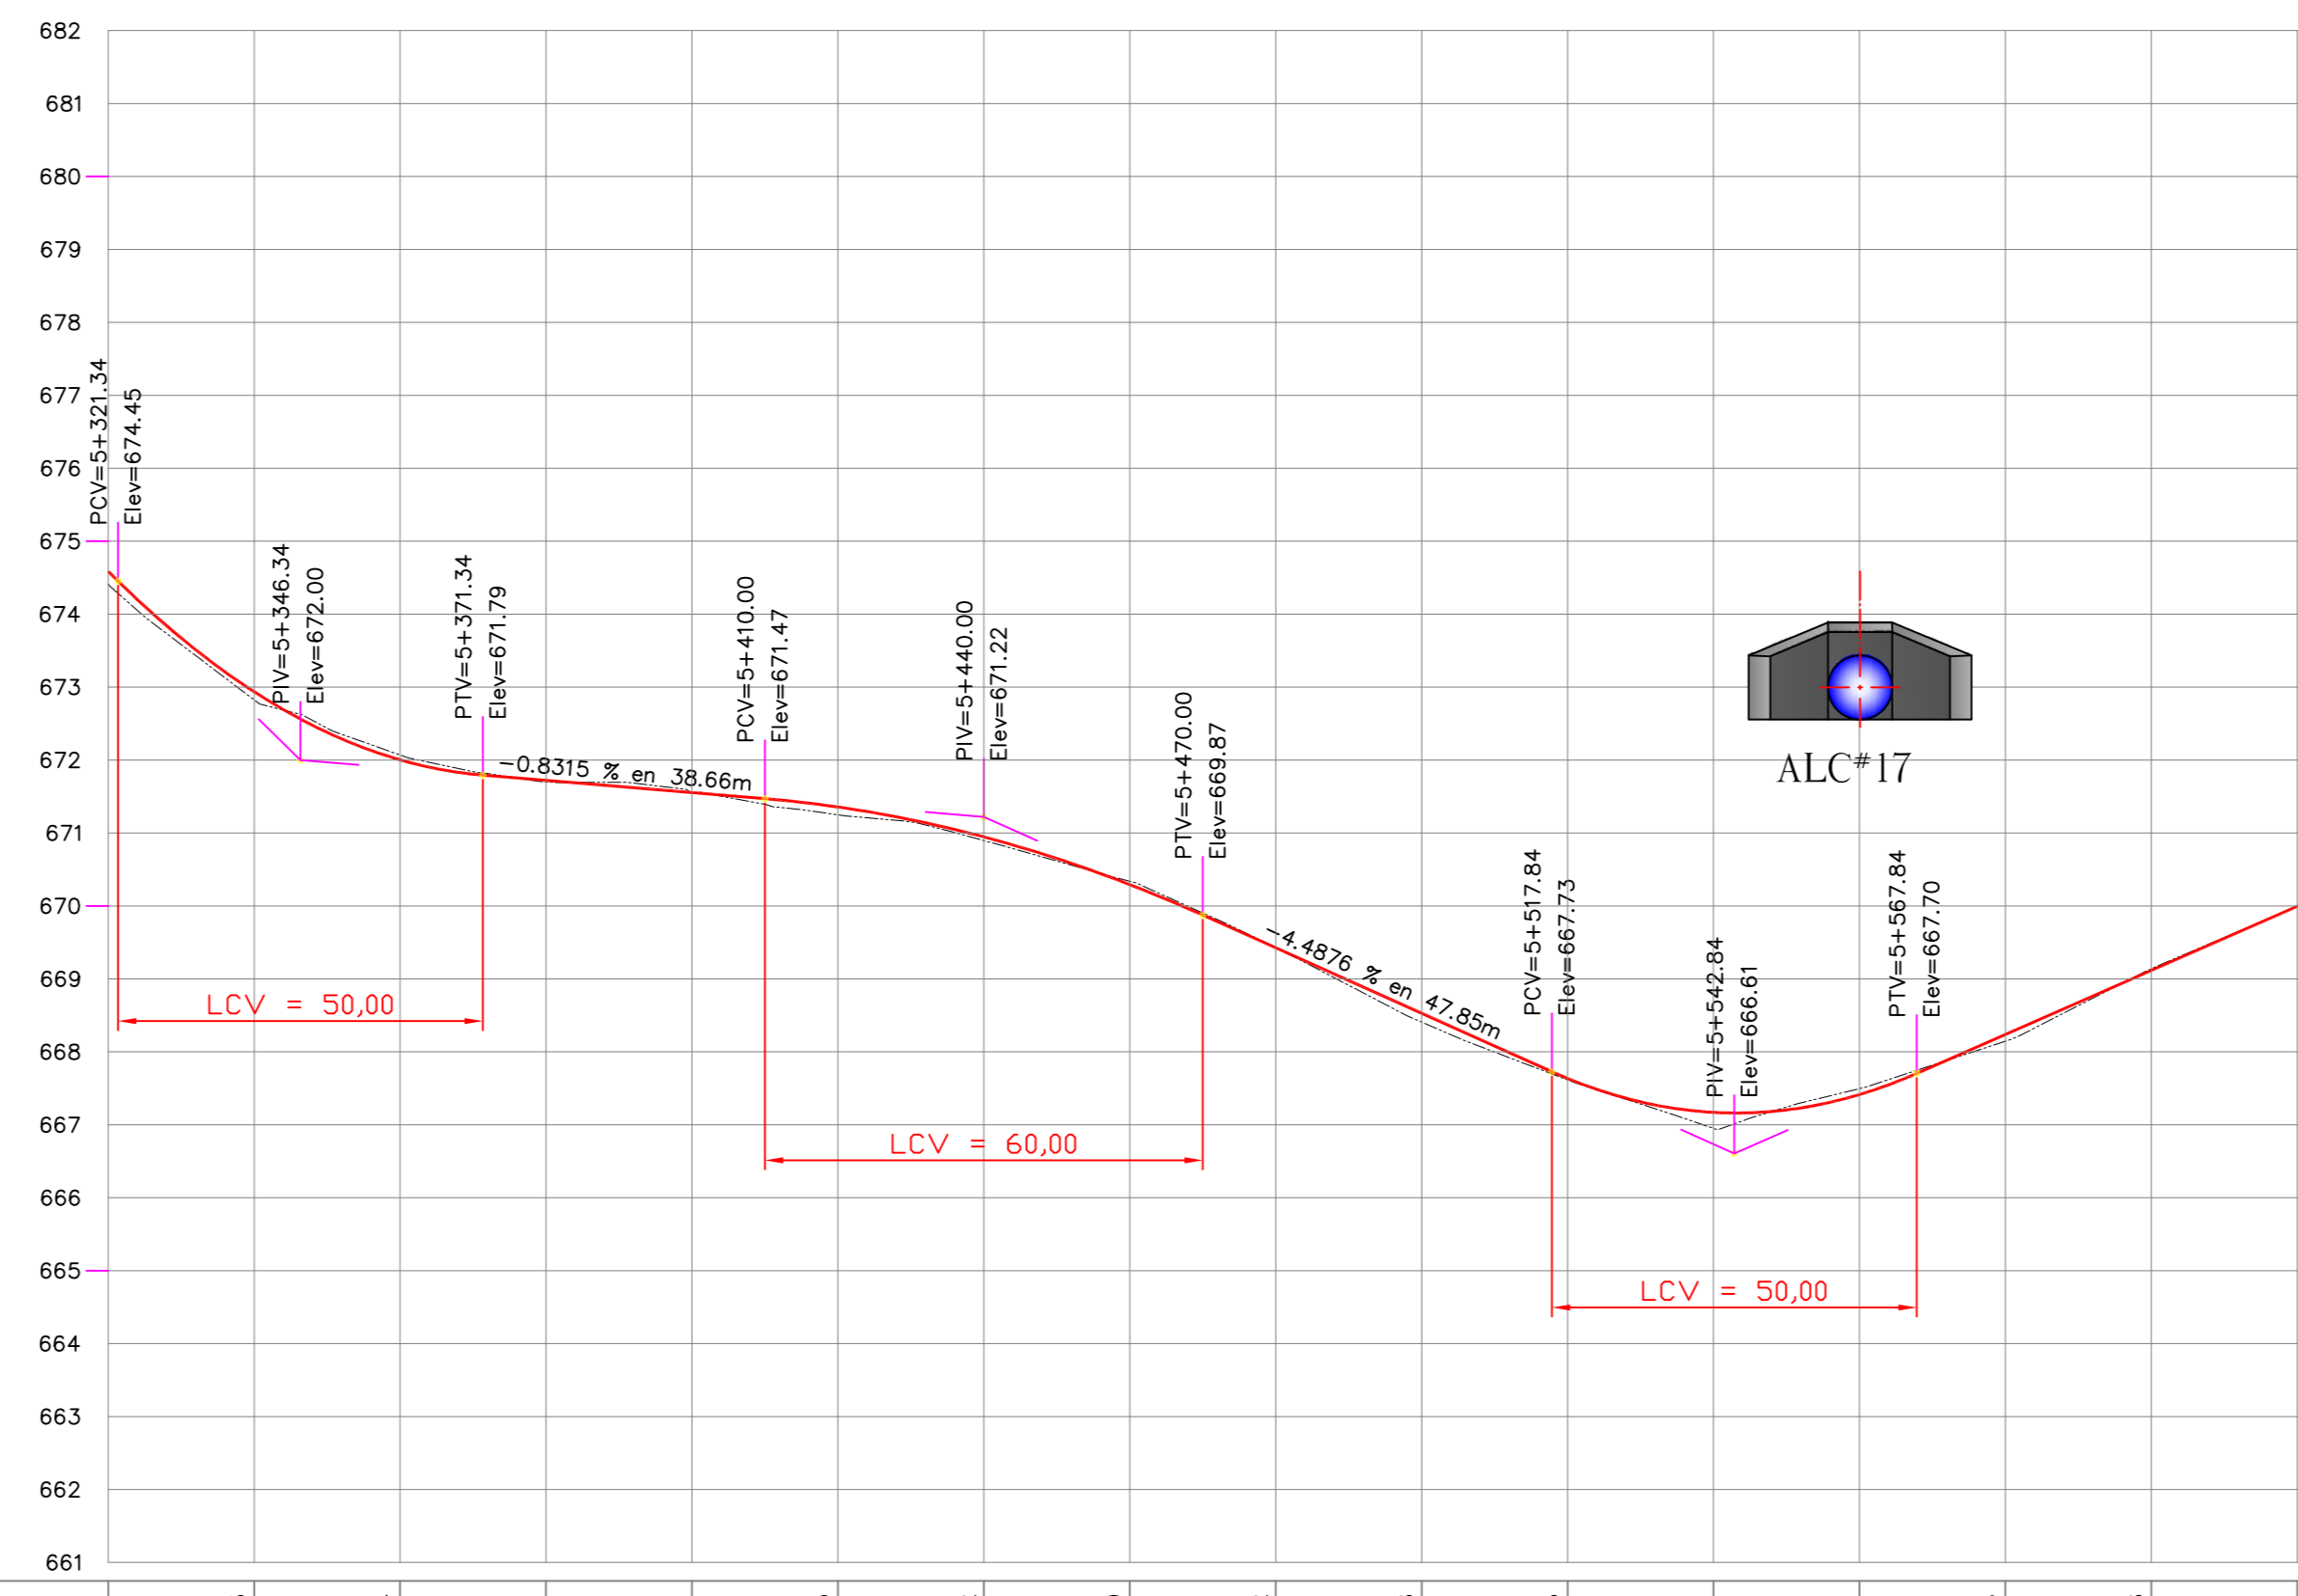 682
681
680
679
678
677
676
675
674
673
672
671
670
669
668
667
666
665
664
663
662
661
PCV=5+321.34
Elev=674.45
PIV=5+346.34
Elev=672.00
PTV=5+371.34
Elev=671.79
-0.8315 % en 38.66m
PCV=5+410.00
Elev=671.47
PIV=5+440.00
Elev=671.22
PTV=5+470.00
Elev=669.87
-4.4876 % en 47.85m
PCV=5+517.84
Elev=667.73
PIV=5+542.84
Elev=666.61
PTV=5+567.84
Elev=667.70
ALC#17
LCV = 50,00
LCV = 60,00
LCV = 50,00